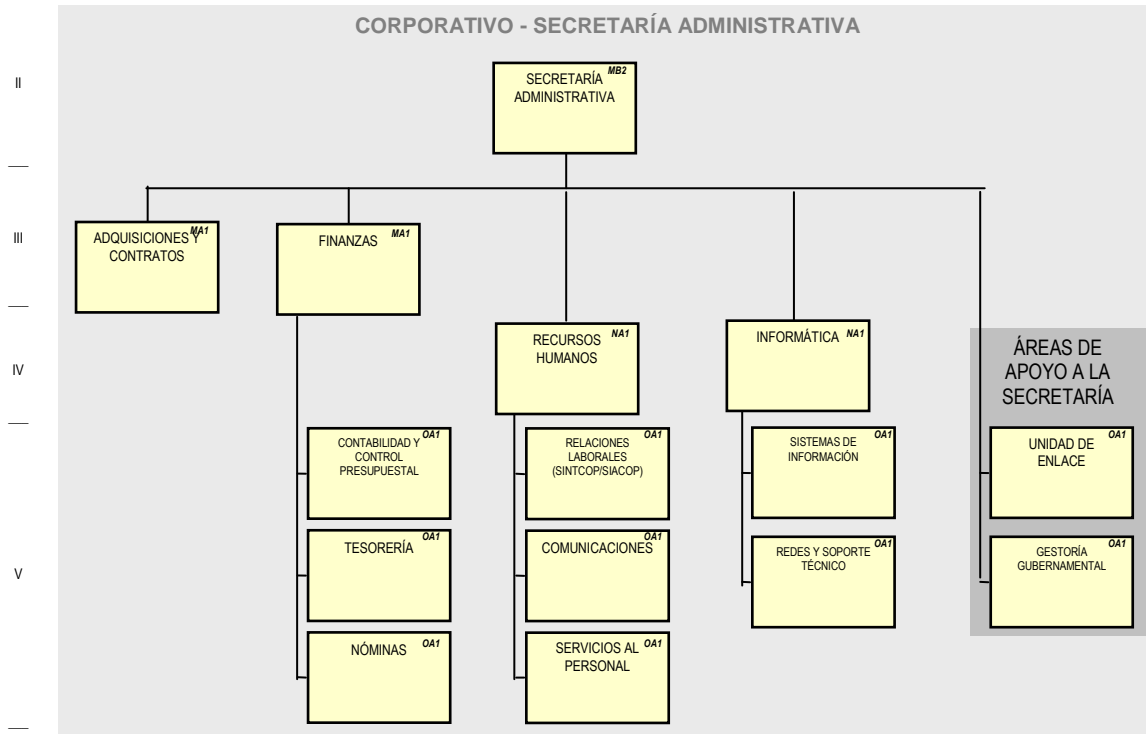 CORPORATIVO - SECRETARÍA ADMINISTRATIVA
II
SECRETARÍA MB2
ADMINISTRATIVA
III
ADQUISICIONES Y MA1
CONTRATOS
FINANZAS MA1
IV
RECURSOS NA1
HUMANOS
INFORMÁTICA NA1
ÁREAS DE
APOYO A LA
SECRETARÍA
V
CONTABILIDAD Y OA1
CONTROL
PRESUPUESTAL
RELACIONES OA1
LABORALES
(SINTCOP/SIACOP)
SISTEMAS DE OA1
INFORMACIÓN
UNIDAD DE OA1
ENLACE
TESORERÍA OA1
COMUNICACIONES OA1
REDES Y SOPORTE OA1
TÉCNICO
GESTORÍA OA1
GUBERNAMENTAL
NÓMINAS OA1
SERVICIOS AL OA1
PERSONAL